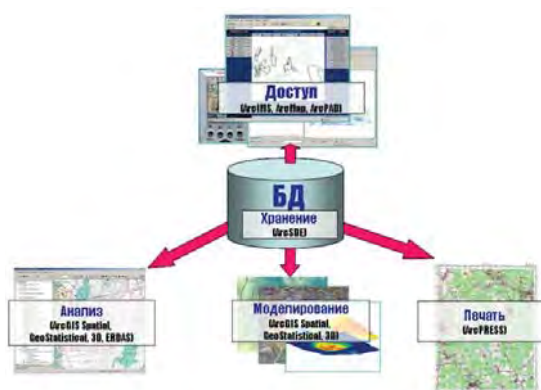 Доступ
(ArcIMS, ArcMap, ArcPAD)
БД
Хранение
(ArcSDE)
Анализ
(ArcGIS Spatial,
GeoStatistical, 3D, ERDAS)
Моделирование
(ArcGIS Spatial,
GeoStatistical, 3D)
Печать
(ArcPRESS)